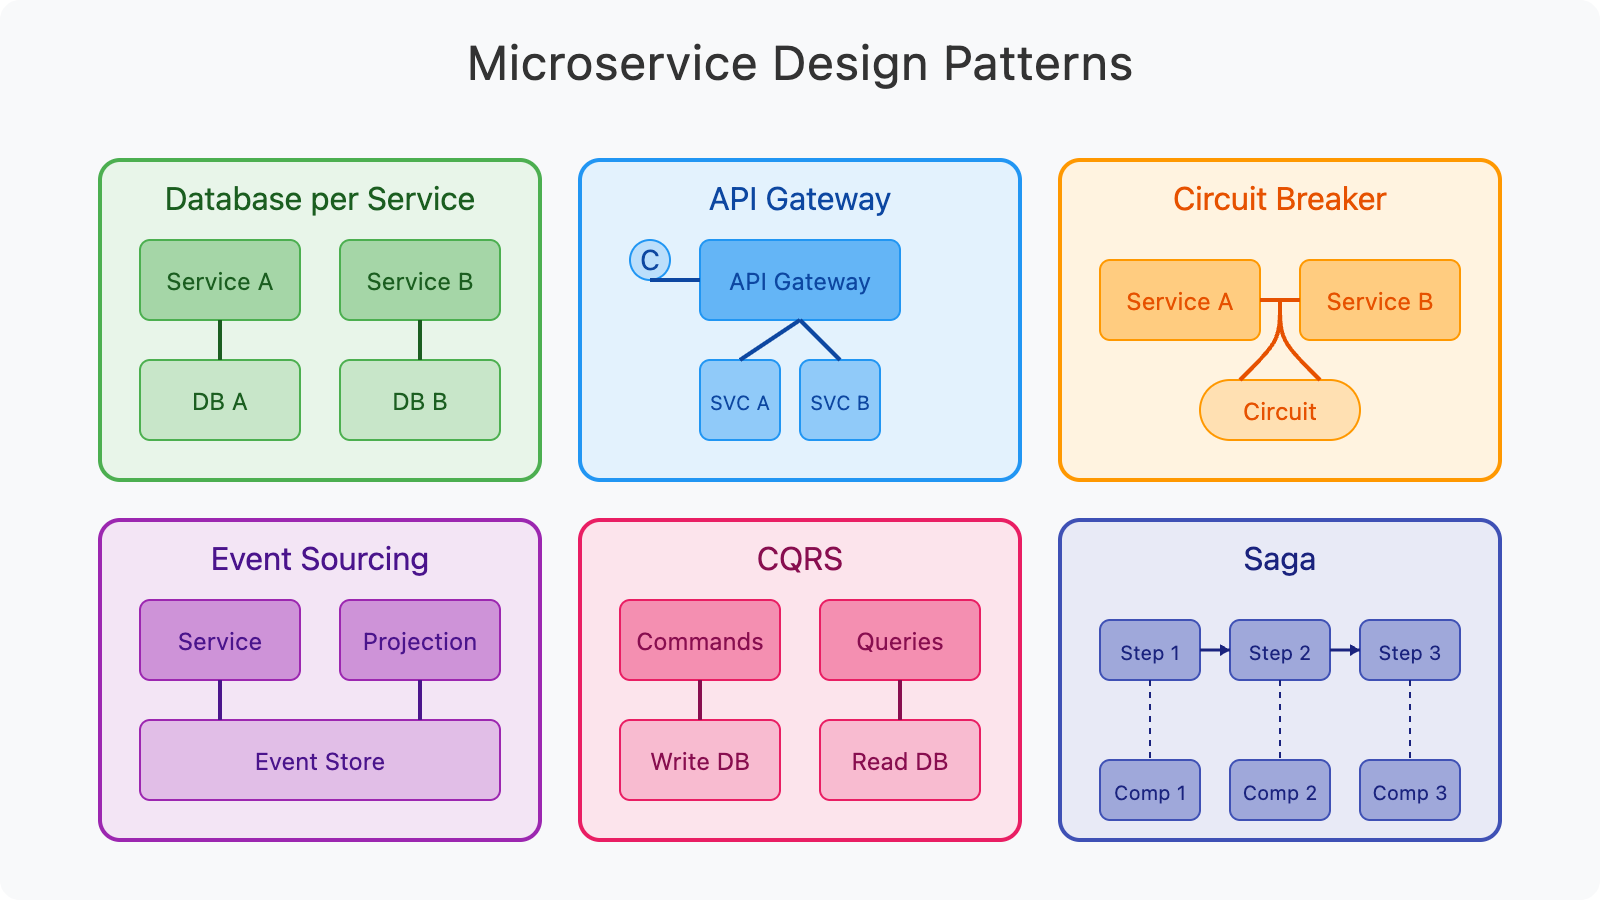 Microservice Design Patterns
Database per Service
Service A
Service B
DB A
DB B
API Gateway
C
API Gateway
SVC A
SVC B
Circuit Breaker
Service A
Service B
Circuit
Event Sourcing
Service
Projection
Event Store
CQRS
Commands
Queries
Write DB
Read DB
Saga
Step 1
Step 2
Step 3
Comp 1
Comp 2
Comp 3